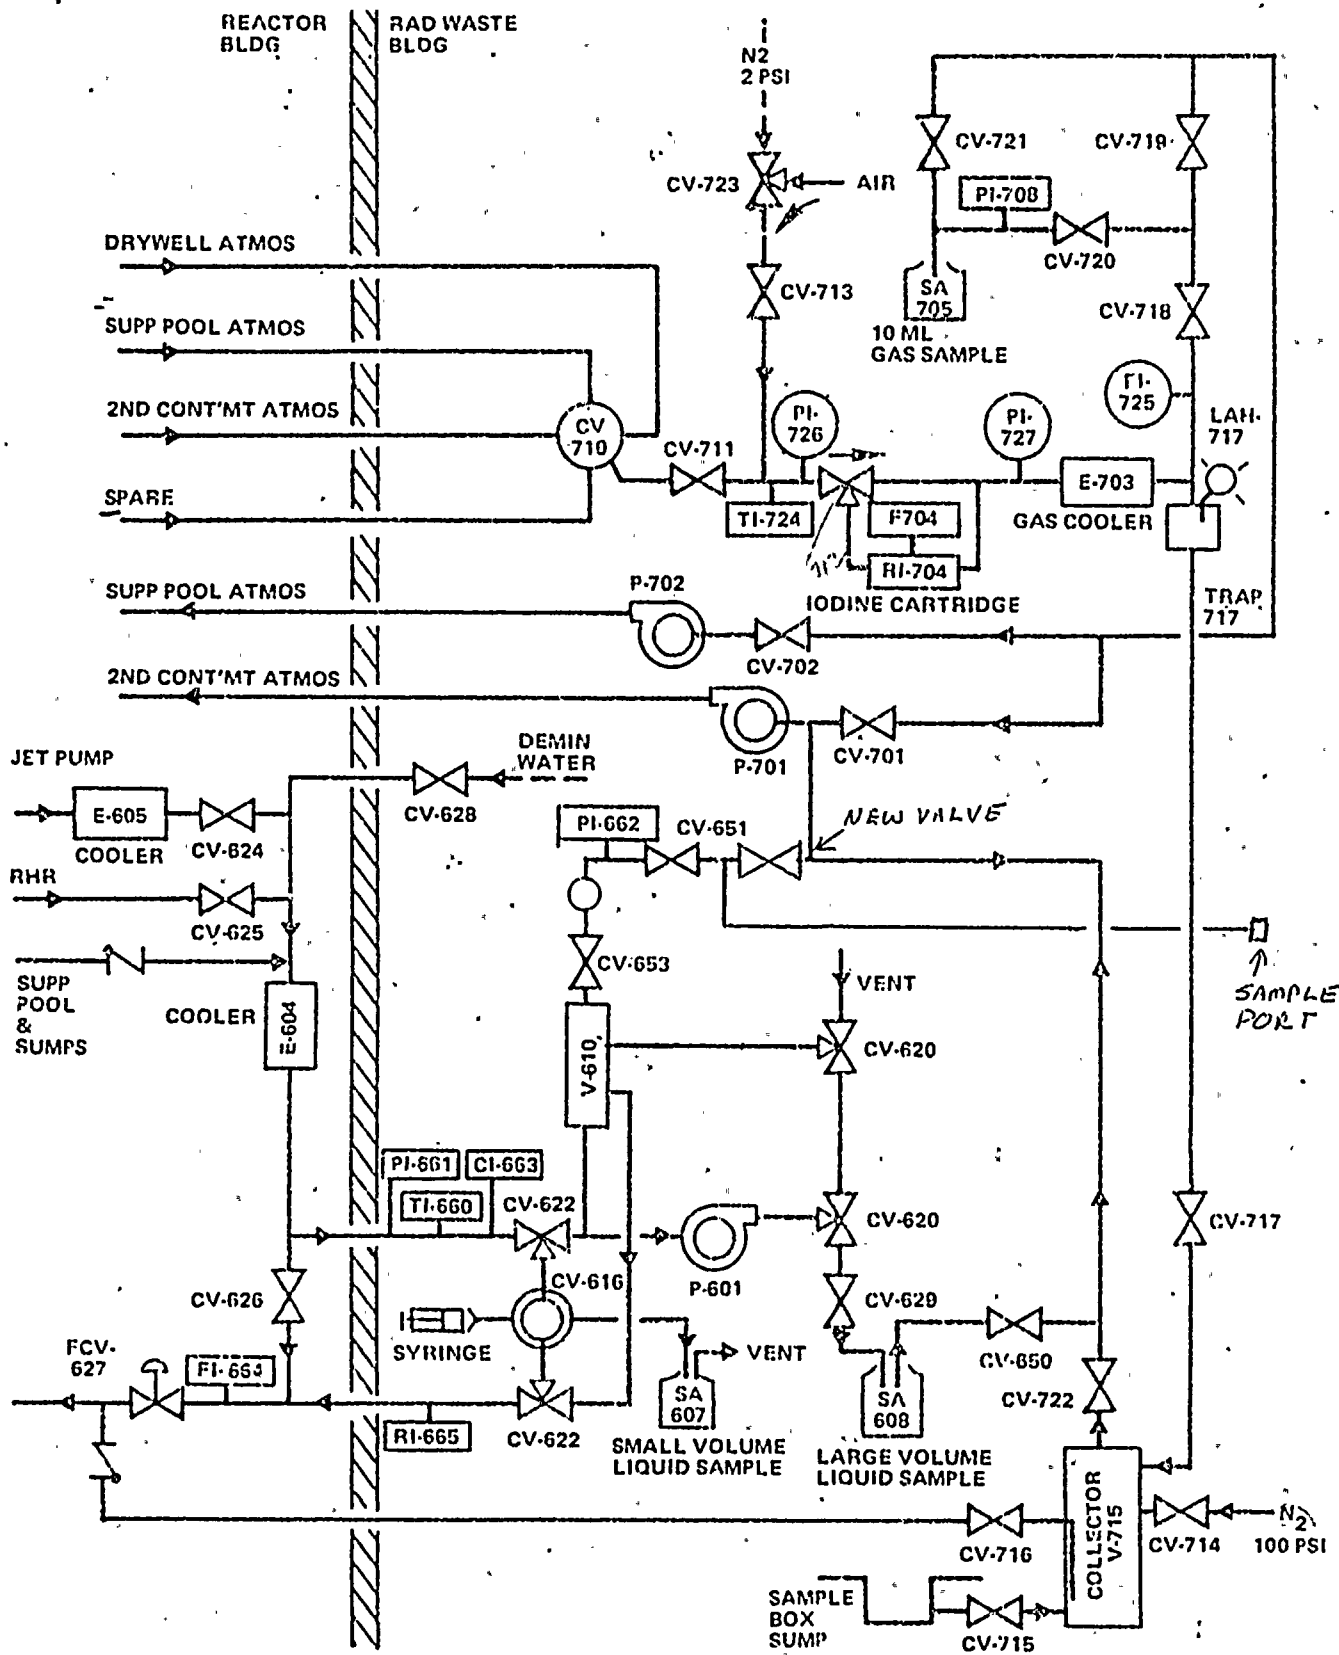 REACTOR
BLDG
RAD WASTE
BLDG
N2
2 PSI
CV-723
AIR
CV-721
CV-719
PI-708
CV-720
SA
705
10 ML
GAS SAMPLE
CV-718
CV-713
DRYWELL ATMOS
SUPP POOL ATMOS
2ND CONT'MT ATMOS
SPARE
CV
710
CV-711
PI-
726
TI-724
F704
RI-704
IODINE CARTRIDGE
PI-
727
E-703
GAS COOLER
725
LAH-
717
TRAP
717
SUPP POOL ATMOS
P-702
CV-702
2ND CONT'MT ATMOS
P-701
CV-701
JET PUMP
E-605
COOLER
CV-624
DEMIN
WATER
CV-628
RHR
CV-625
SUPP
POOL
&
SUMPS
COOLER
E-604
PI-662
CV-651
NEW VALVE
CV-653
V-610
VENT
CV-620
SAMPLE
PORT
PI-661
CI-663
TI-660
CV-622
CV-616
P-601
CV-620
CV-717
CV-626
CV-629
SYRINGE
VENT
CV-650
CV-722
FCV-
627
FI-664
RI-665
CV-622
SA
607
SMALL VOLUME
LIQUID SAMPLE
SA
608
LARGE VOLUME
LIQUID SAMPLE
COLLECTOR
V-715
CV-716
CV-714
N2
100 PSI
SAMPLE
BOX
SUMP
CV-715